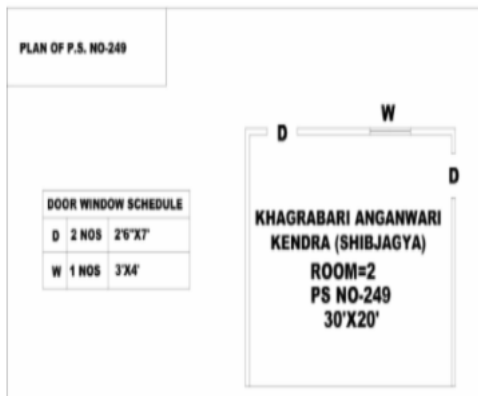 PLAN OF P.S. NO-249
W
D
D
DOOR WINDOW SCHEDULE
D 2 NOS 2'6"X7'
W 1 NOS 3'X4'
KHAGRABARI ANGANWARI
KENDRA (SHIBJAGYA)
ROOM=2
PS NO-249
30'X20'